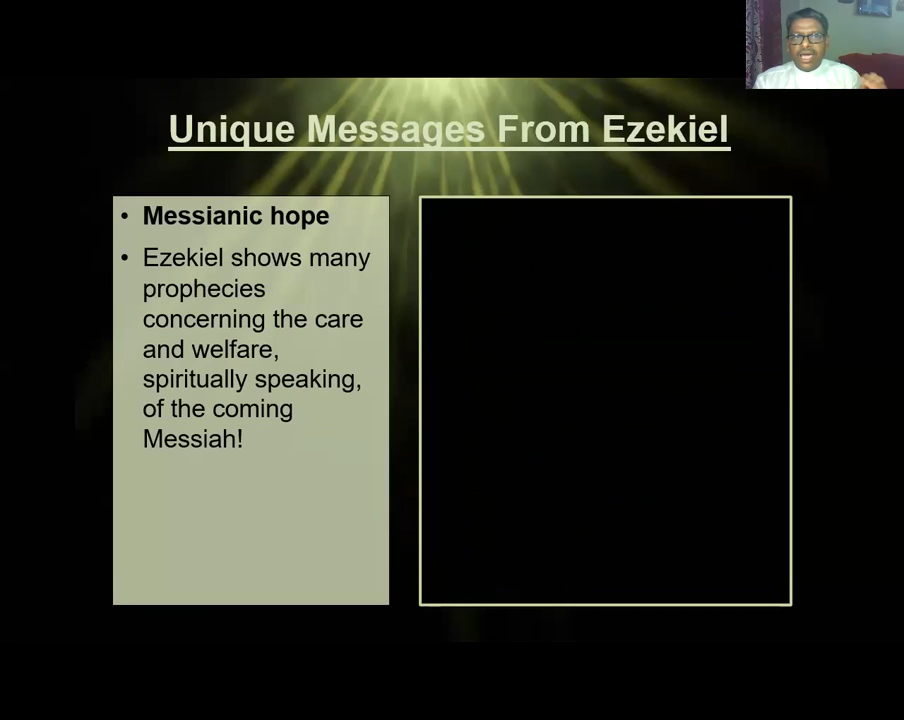 Unique Messages From Ezekiel
• Messianic hope
• Ezekiel shows many
prophecies
concerning the care
and welfare,
spiritually speaking,
of the coming
Messiah!